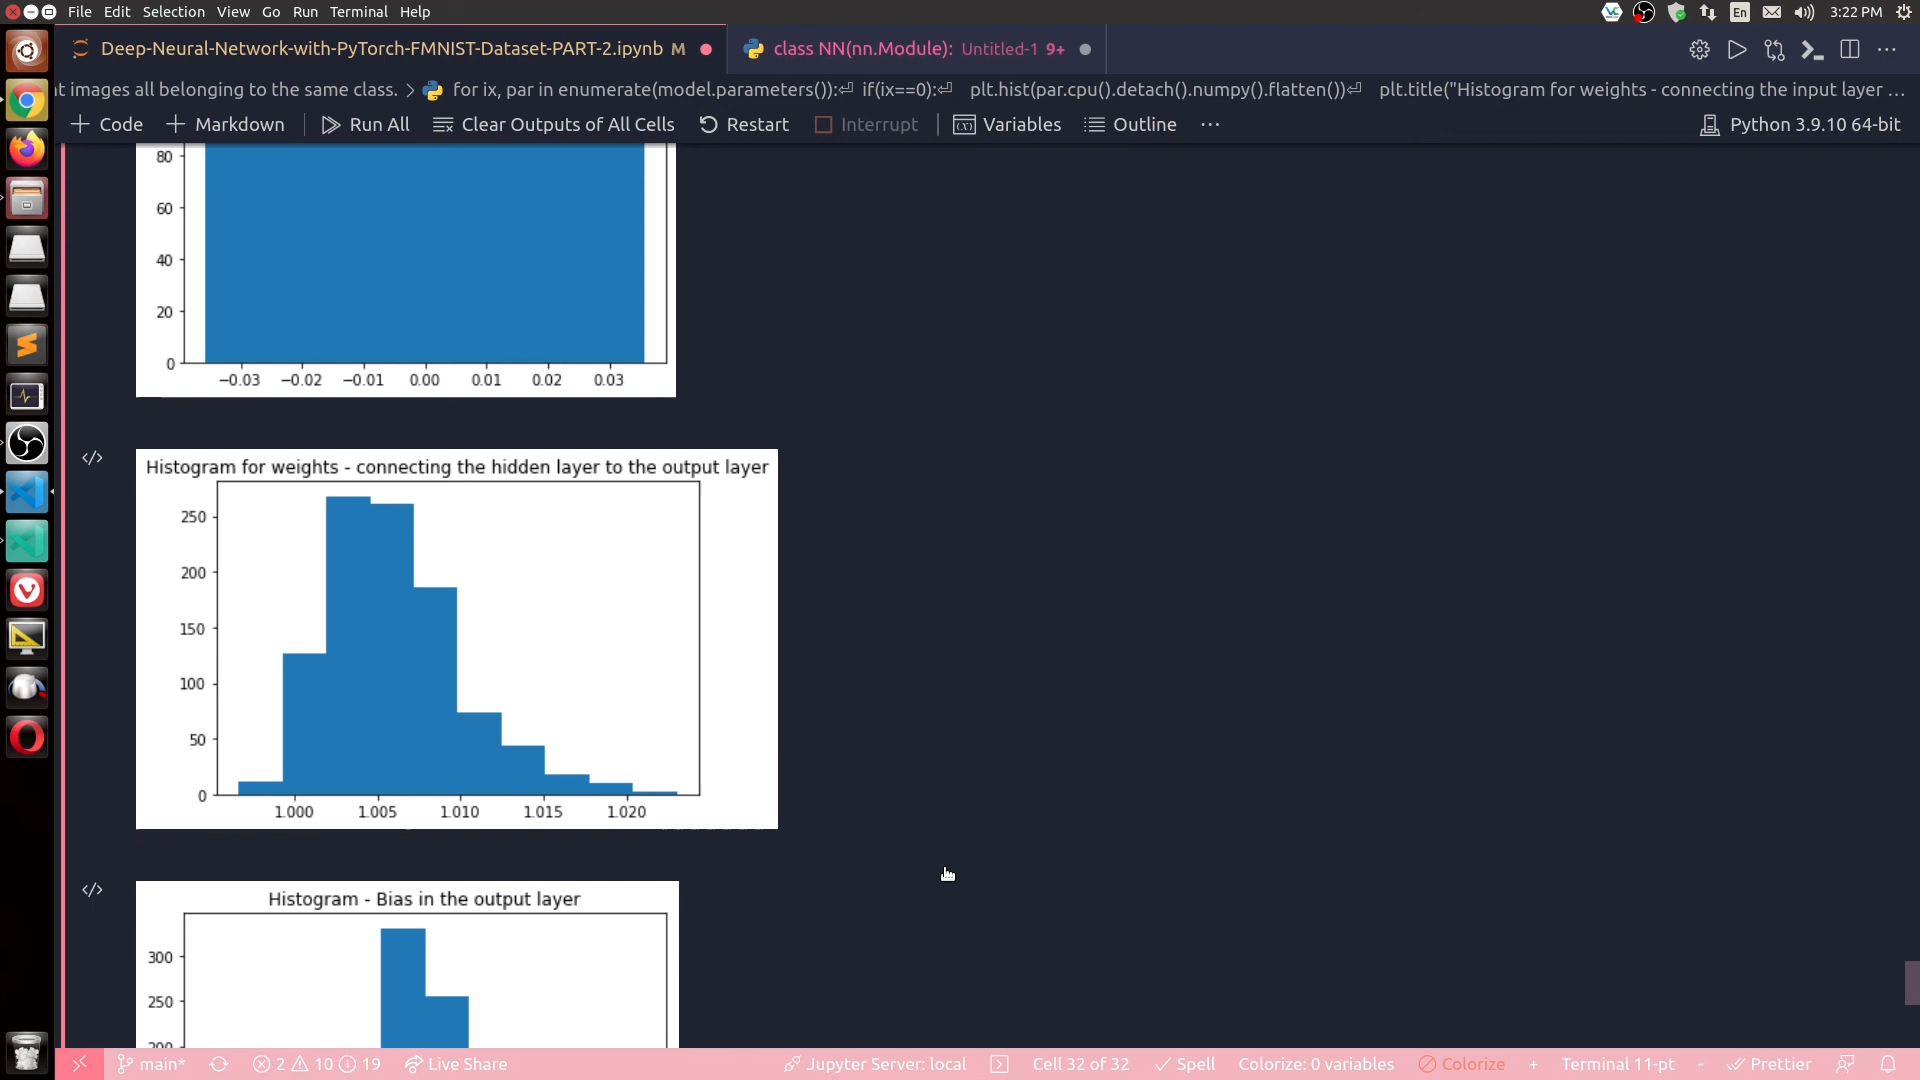 File Edit Selection View Go Run Terminal Help
En 3:22 PM
Deep-Neural-Network-with-PyTorch-FMNIST-Dataset-PART-2.ipynb M
class NN(nn.Module): Untitled-1 9+
t images all belonging to the same class. > for ix, par in enumerate(model.parameters()):⏎ if(ix==0):⏎ plt.hist(par.cpu().detach().numpy().flatten())⏎ plt.title("Histogram for weights - connecting the input layer ...
+ Code + Markdown Run All Clear Outputs of All Cells Restart Interrupt Variables Outline ...
Python 3.9.10 64-bit
80
60
40
20
0
−0.03 −0.02 −0.01 0.00 0.01 0.02 0.03
Histogram for weights - connecting the hidden layer to the output layer
250
200
150
100
50
0
1.000 1.005 1.010 1.015 1.020
Histogram - Bias in the output layer
300
250
200
main* 2 10 19 Live Share
Jupyter Server: local Cell 32 of 32 Spell Colorize: 0 variables Colorize + Terminal 11-pt - Prettier